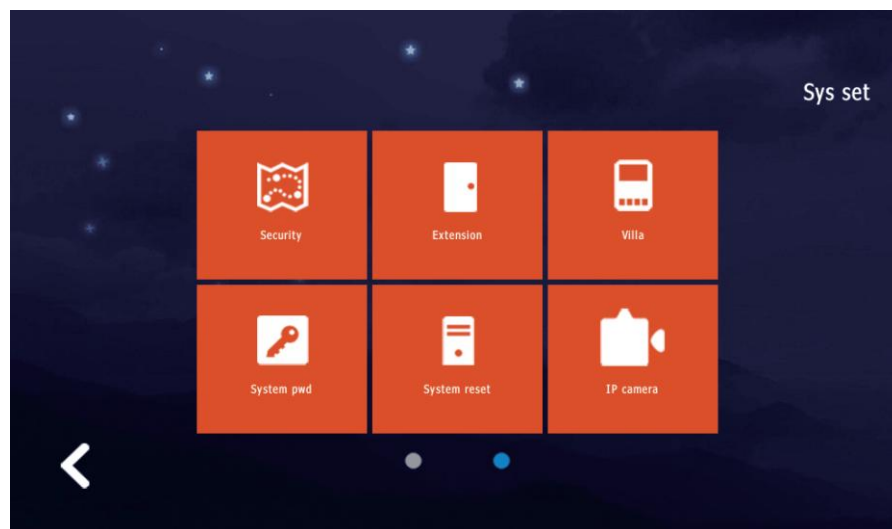 Sys set
Security
Extension
Villa
System pwd
System reset
IP camera